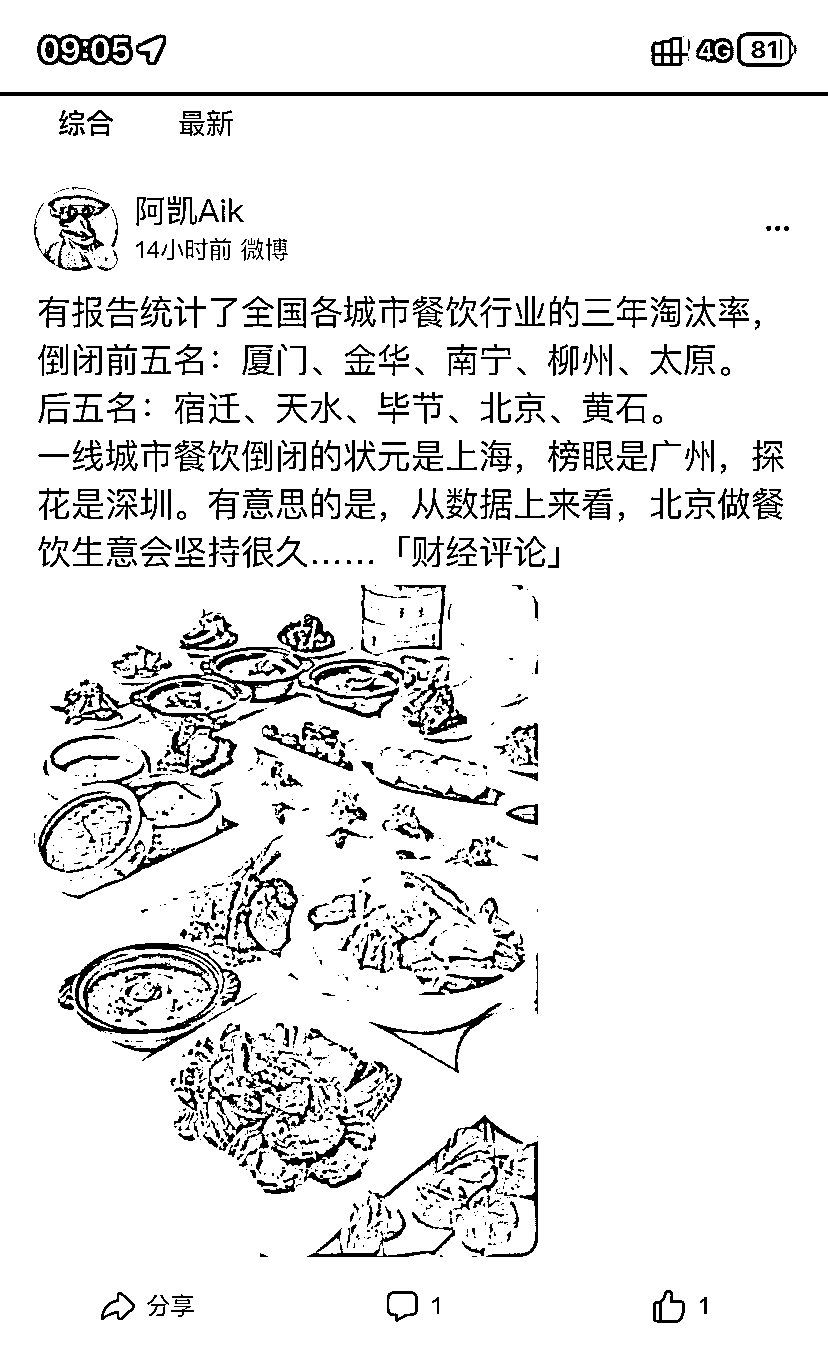 09:05 4G 81
综合 最新
阿凯Aik
14小时前 微博
有报告统计了全国各城市餐饮行业的三年淘汰率，
倒闭前五名：厦门、金华、南宁、柳州、太原。
后五名：宿迁、天水、毕节、北京、黄石。
一线城市餐饮倒闭的状元是上海，榜眼是广州，探
花是深圳。有意思的是，从数据上来看，北京做餐
饮生意会坚持很久……「财经评论」
分享 1 1